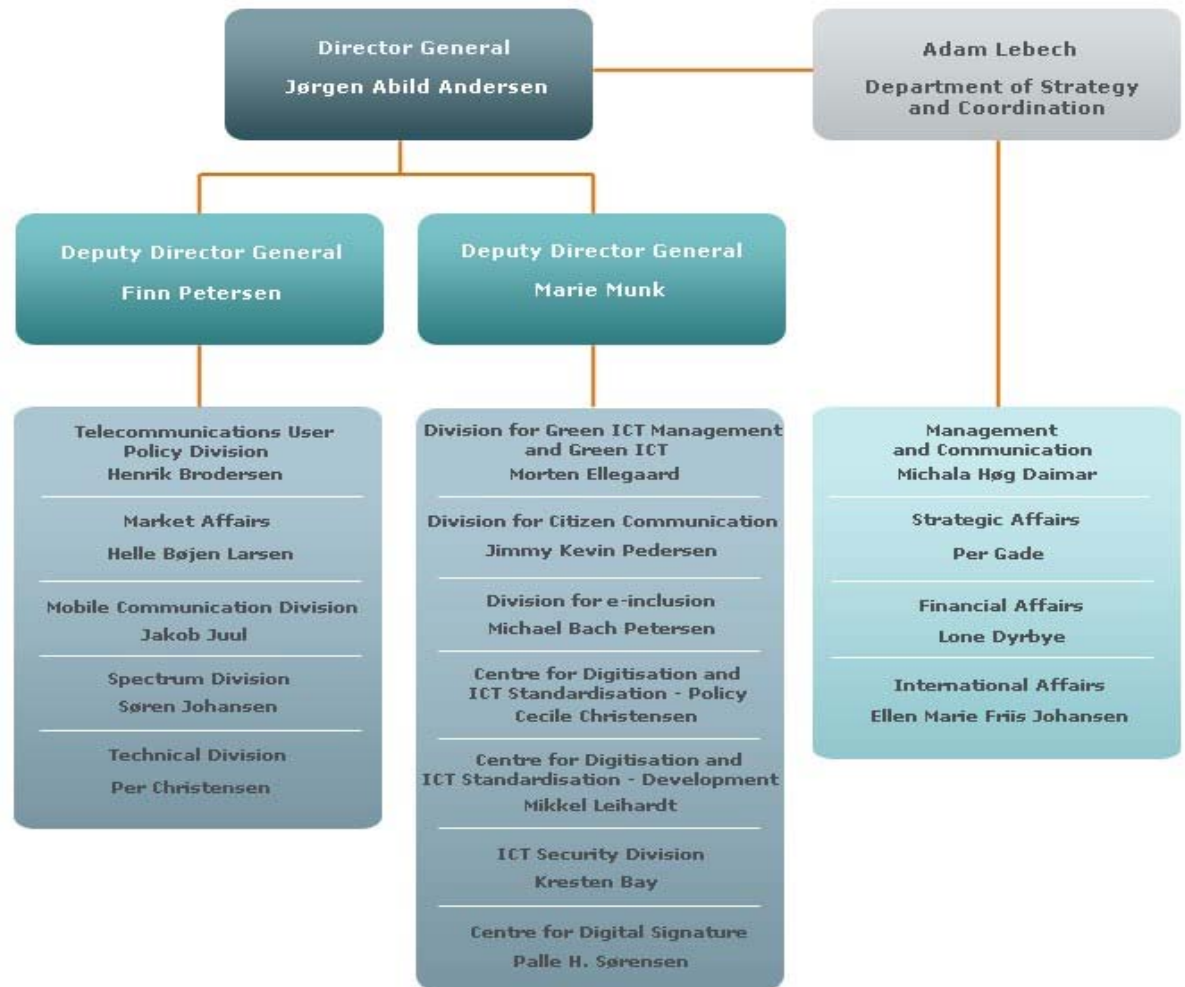 Director General
Jørgen Abild Andersen
Adam Lebech
Department of Strategy
and Coordination
Deputy Director General
Finn Petersen
Deputy Director General
Marie Munk
Telecommunications User
Policy Division
Henrik Brodersen
Market Affairs
Helle Bøjen Larsen
Mobile Communication Division
Jakob Juul
Spectrum Division
Søren Johansen
Technical Division
Per Christensen
Division for Green ICT Management
and Green ICT
Morten Ellegaard
Division for Citizen Communication
Jimmy Kevin Pedersen
Division for e-inclusion
Michael Bach Petersen
Centre for Digitisation and
ICT Standardisation - Policy
Cecile Christensen
Centre for Digitisation and
ICT Standardisation - Development
Mikkel Leihardt
ICT Security Division
Kresten Bay
Centre for Digital Signature
Palle H. Sørensen
Management
and Communication
Michala Høg Daimar
Strategic Affairs
Per Gade
Financial Affairs
Lone Dyrbye
International Affairs
Ellen Marie Friis Johansen